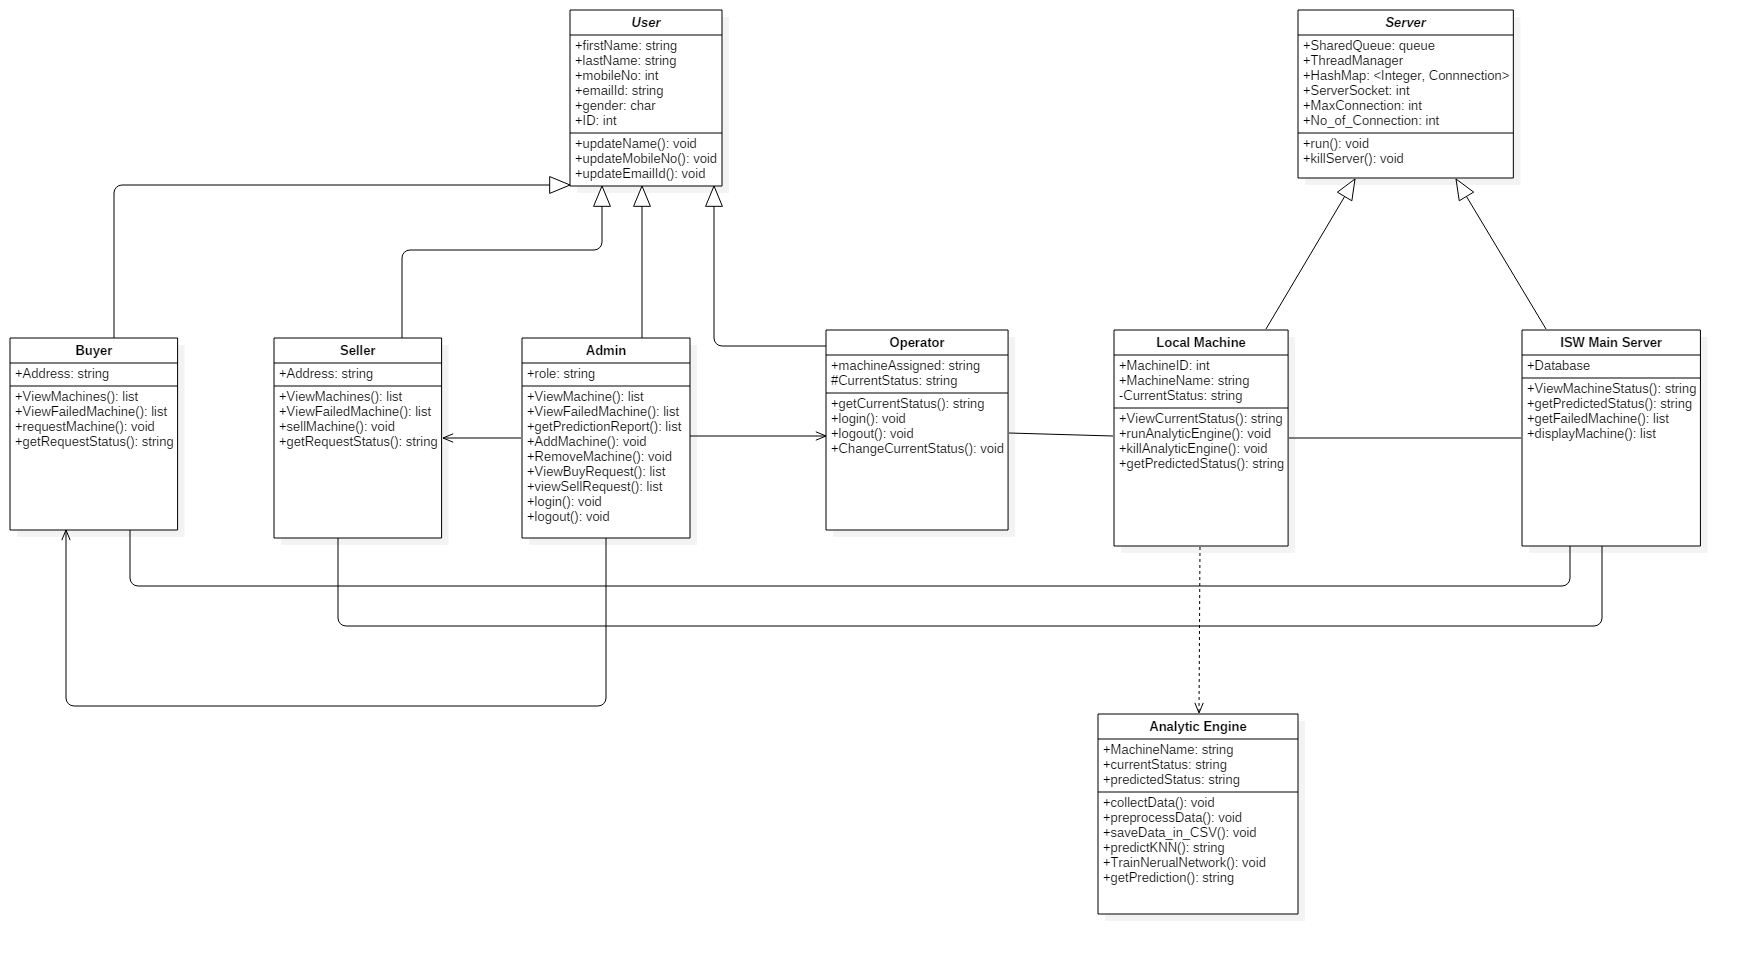 User
+firstName: string
+lastName: string
+mobileNo: int
+emailId: string
+gender: char
+ID: int
+updateName(): void
+updateMobileNo(): void
+updateEmailId(): void
Server
+SharedQueue: queue
+ThreadManager
+HashMap: <Integer, Connnection>
+ServerSocket: int
+MaxConnection: int
+No_of_Connection: int
+run(): void
+killServer(): void
Buyer
+Address: string
+ViewMachines(): list
+ViewFailedMachine(): list
+requestMachine(): void
+getRequestStatus(): string
Seller
+Address: string
+ViewMachines(): list
+ViewFailedMachine(): list
+sellMachine(): void
+getRequestStatus(): string
Admin
+role: string
+ViewMachine(): list
+ViewFailedMachine(): list
+getPredictionReport(): list
+AddMachine(): void
+RemoveMachine(): void
+ViewBuyRequest(): list
+viewSellRequest(): list
+login(): void
+logout(): void
Operator
+machineAssigned: string
#CurrentStatus: string
+getCurrentStatus(): string
+login(): void
+logout(): void
+ChangeCurrentStatus(): void
Local Machine
+MachineID: int
+MachineName: string
-CurrentStatus: string
+ViewCurrentStatus(): string
+runAnalyticEngine(): void
+killAnalyticEngine(): void
+getPredictedStatus(): string
ISW Main Server
+Database
+ViewMachineStatus(): string
+getPredictedStatus(): string
+getFailedMachine(): list
+displayMachine(): list
Analytic Engine
+MachineName: string
+currentStatus: string
+predictedStatus: string
+collectData(): void
+preprocessData(): void
+saveData_in_CSV(): void
+predictKNN(): string
+TrainNerualNetwork(): void
+getPrediction(): string